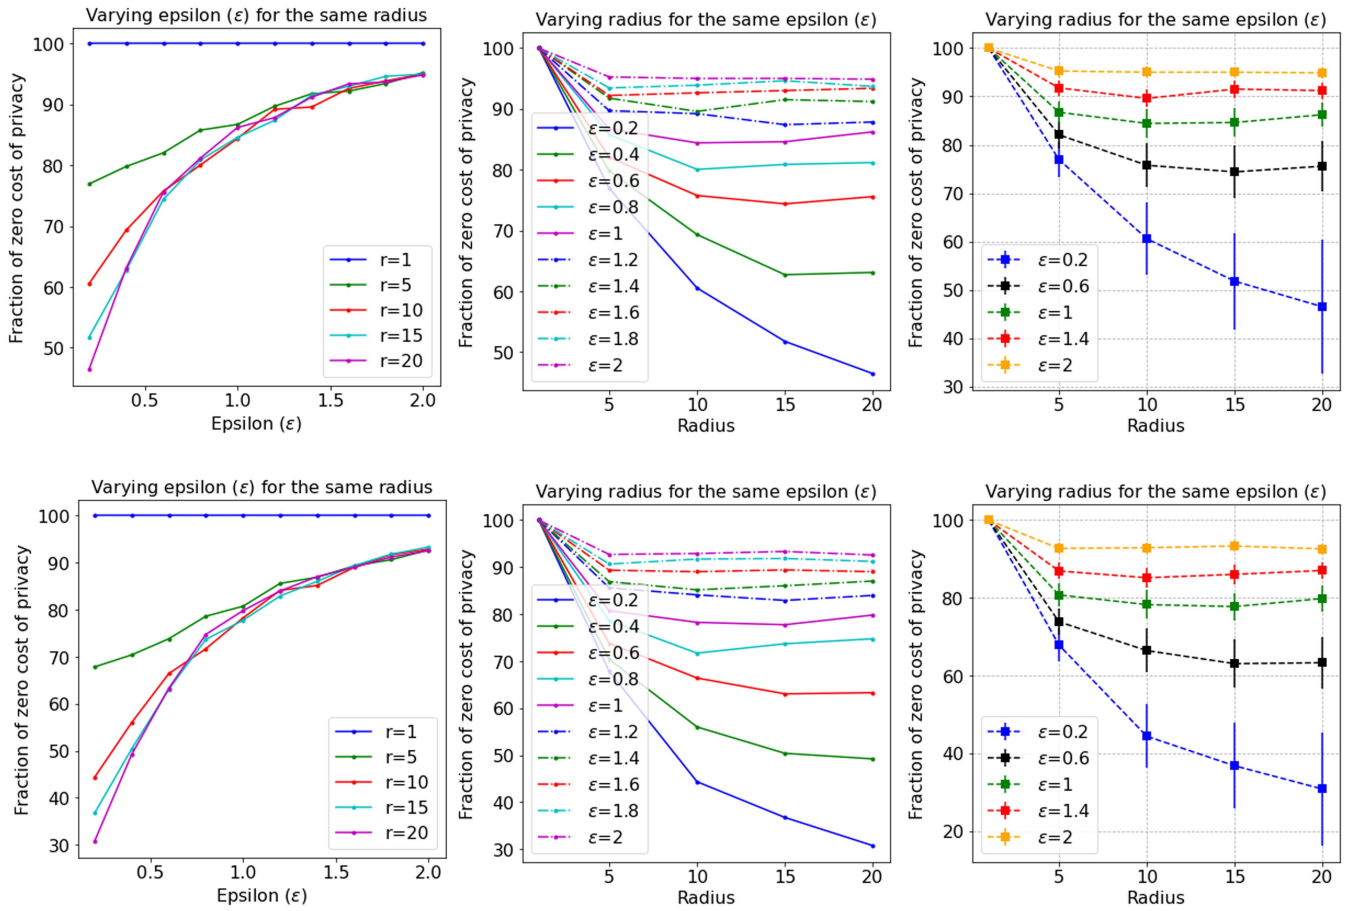 Varying epsilon (ε) for the same radius
Fraction of zero cost of privacy
100
90
80
70
60
50
r=1
r=5
r=10
r=15
r=20
0.5
1.0
1.5
2.0
Epsilon (ε)
Varying radius for the same epsilon (ε)
Fraction of zero cost of privacy
100
90
80
70
60
50
ε=0.2
ε=0.4
ε=0.6
ε=0.8
ε=1
ε=1.2
ε=1.4
ε=1.6
ε=1.8
ε=2
5
10
15
20
Radius
Varying radius for the same epsilon (ε)
Fraction of zero cost of privacy
100
90
80
70
60
50
40
30
ε=0.2
ε=0.6
ε=1
ε=1.4
ε=2
5
10
15
20
Radius
Varying epsilon (ε) for the same radius
Fraction of zero cost of privacy
100
90
80
70
60
50
40
30
r=1
r=5
r=10
r=15
r=20
0.5
1.0
1.5
2.0
Epsilon (ε)
Varying radius for the same epsilon (ε)
Fraction of zero cost of privacy
100
90
80
70
60
50
40
30
ε=0.2
ε=0.4
ε=0.6
ε=0.8
ε=1
ε=1.2
ε=1.4
ε=1.6
ε=1.8
ε=2
5
10
15
20
Radius
Varying radius for the same epsilon (ε)
Fraction of zero cost of privacy
100
80
60
40
20
ε=0.2
ε=0.6
ε=1
ε=1.4
ε=2
5
10
15
20
Radius